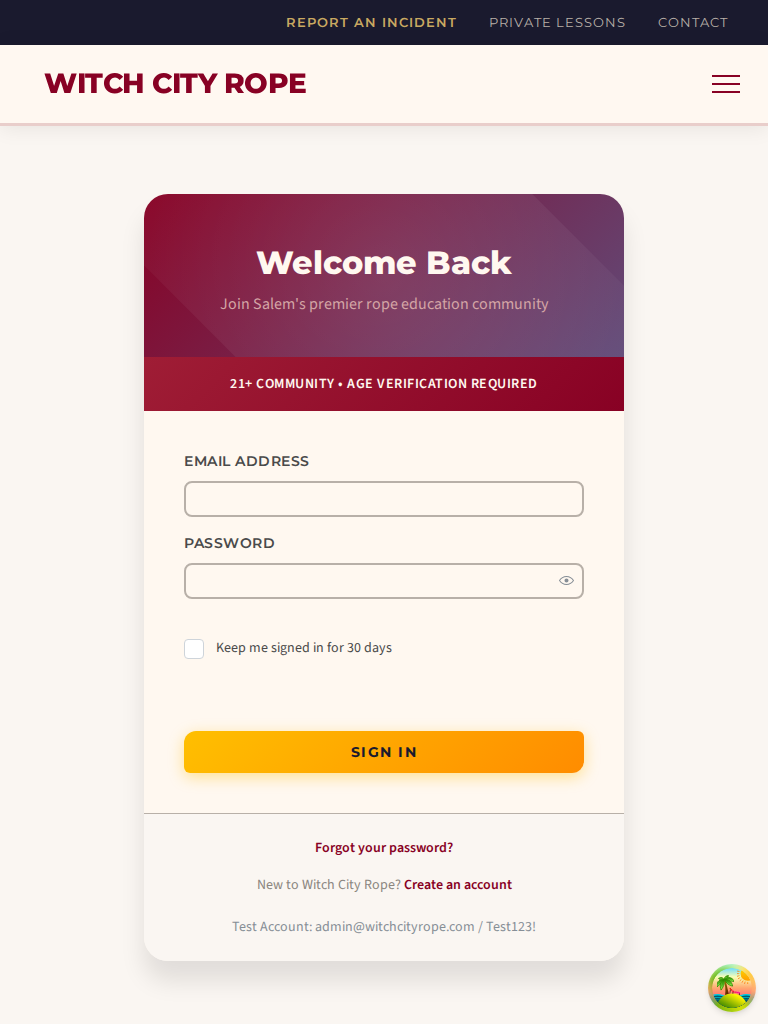 REPORT AN INCIDENT PRIVATE LESSONS CONTACT
WITCH CITY ROPE
Welcome Back
Join Salem's premier rope education community
21+ COMMUNITY • AGE VERIFICATION REQUIRED
EMAIL ADDRESS
PASSWORD
Keep me signed in for 30 days
SIGN IN
Forgot your password?
New to Witch City Rope? Create an account
Test Account: admin@witchcityrope.com / Test123!